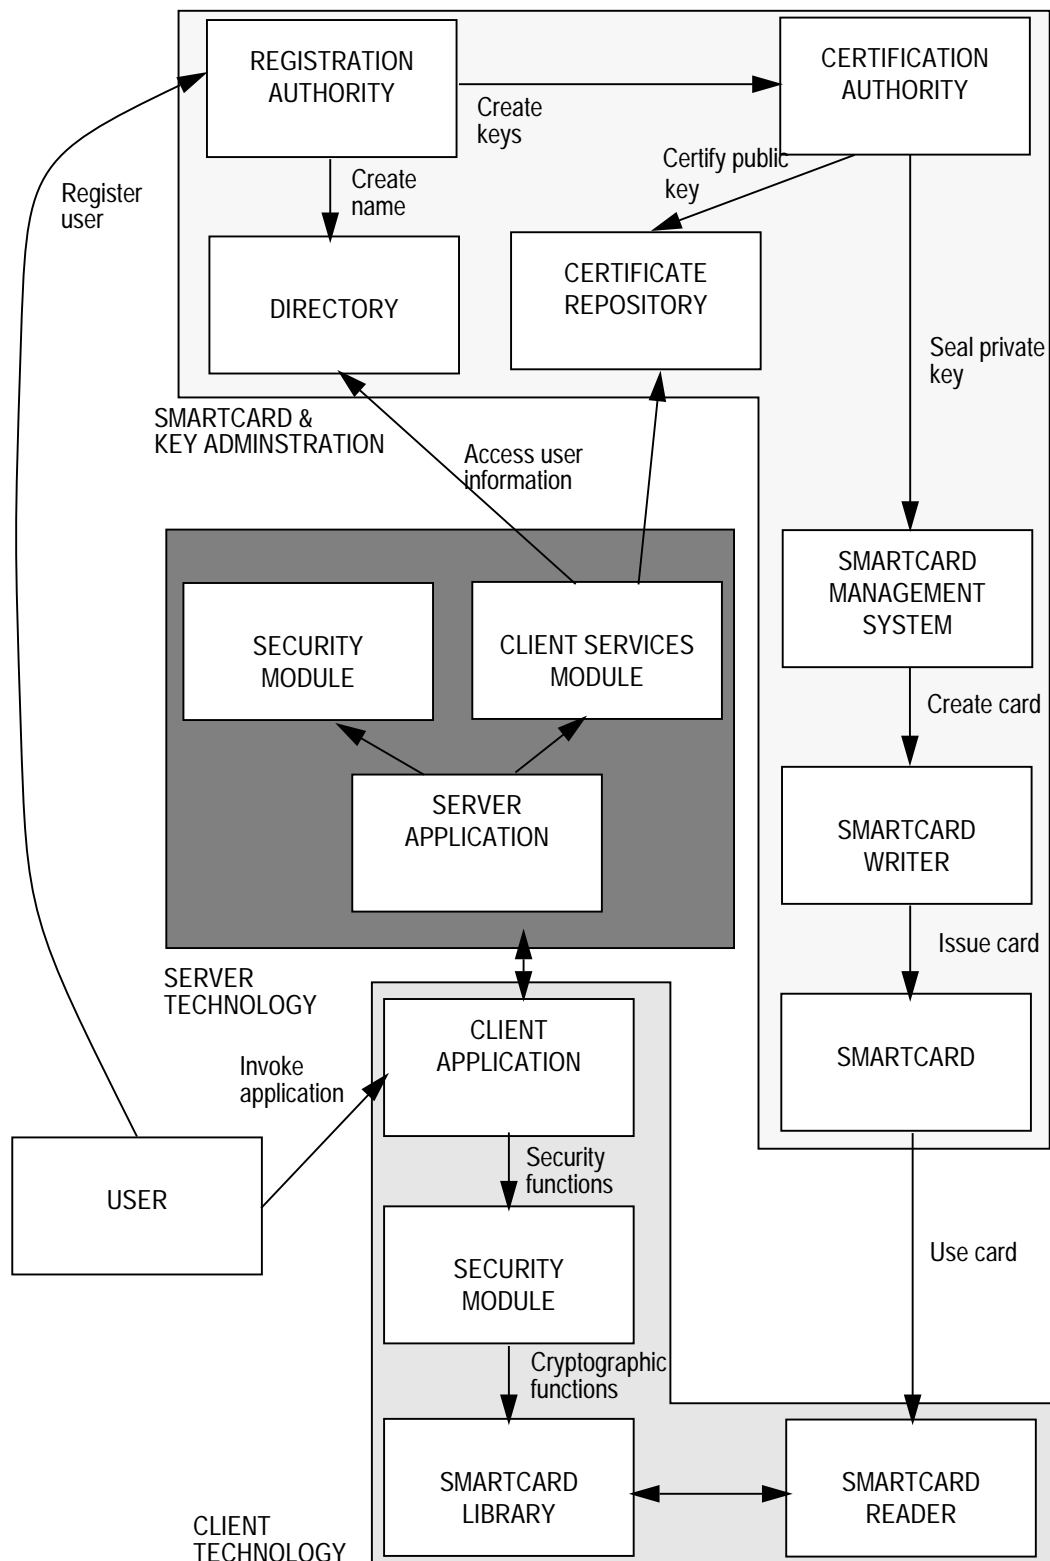 REGISTRATION
AUTHORITY
CERTIFICATION
AUTHORITY
Create
keys
Certify public
key
Register
user
Create
name
DIRECTORY
CERTIFICATE
REPOSITORY
Seal private
key
SMARTCARD &
KEY ADMINSTRATION
Access user
information
SECURITY
MODULE
CLIENT SERVICES
MODULE
SMARTCARD
MANAGEMENT
SYSTEM
Create card
SERVER
APPLICATION
SMARTCARD
WRITER
Issue card
SERVER
TECHNOLOGY
CLIENT
APPLICATION
SMARTCARD
Invoke
application
USER
Security
functions
Use card
SECURITY
MODULE
Cryptographic
functions
SMARTCARD
LIBRARY
SMARTCARD
READER
CLIENT
TECHNOLOGY